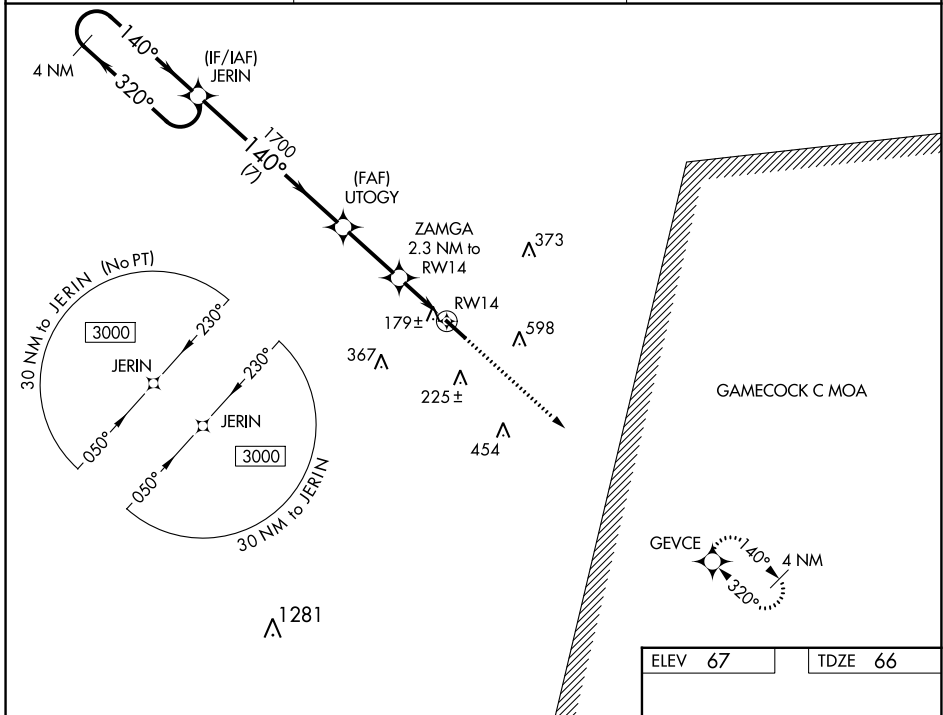 140°
4 NM
320°
(IF/IAF)
JERIN
1700
140°
(7)
(FAF)
UTOGY
ZAMGA
2.3 NM to
RW14
373
RW14
179±
598
367
225±
454
30 NM to JERIN (No PT)
3000
230°
JERIN
050°
230°
JERIN
3000
050°
30 NM to JERIN
GAMECOCK C MOA
GEVCE
140°
4 NM
320°
1281
ELEV 67
TDZE 66